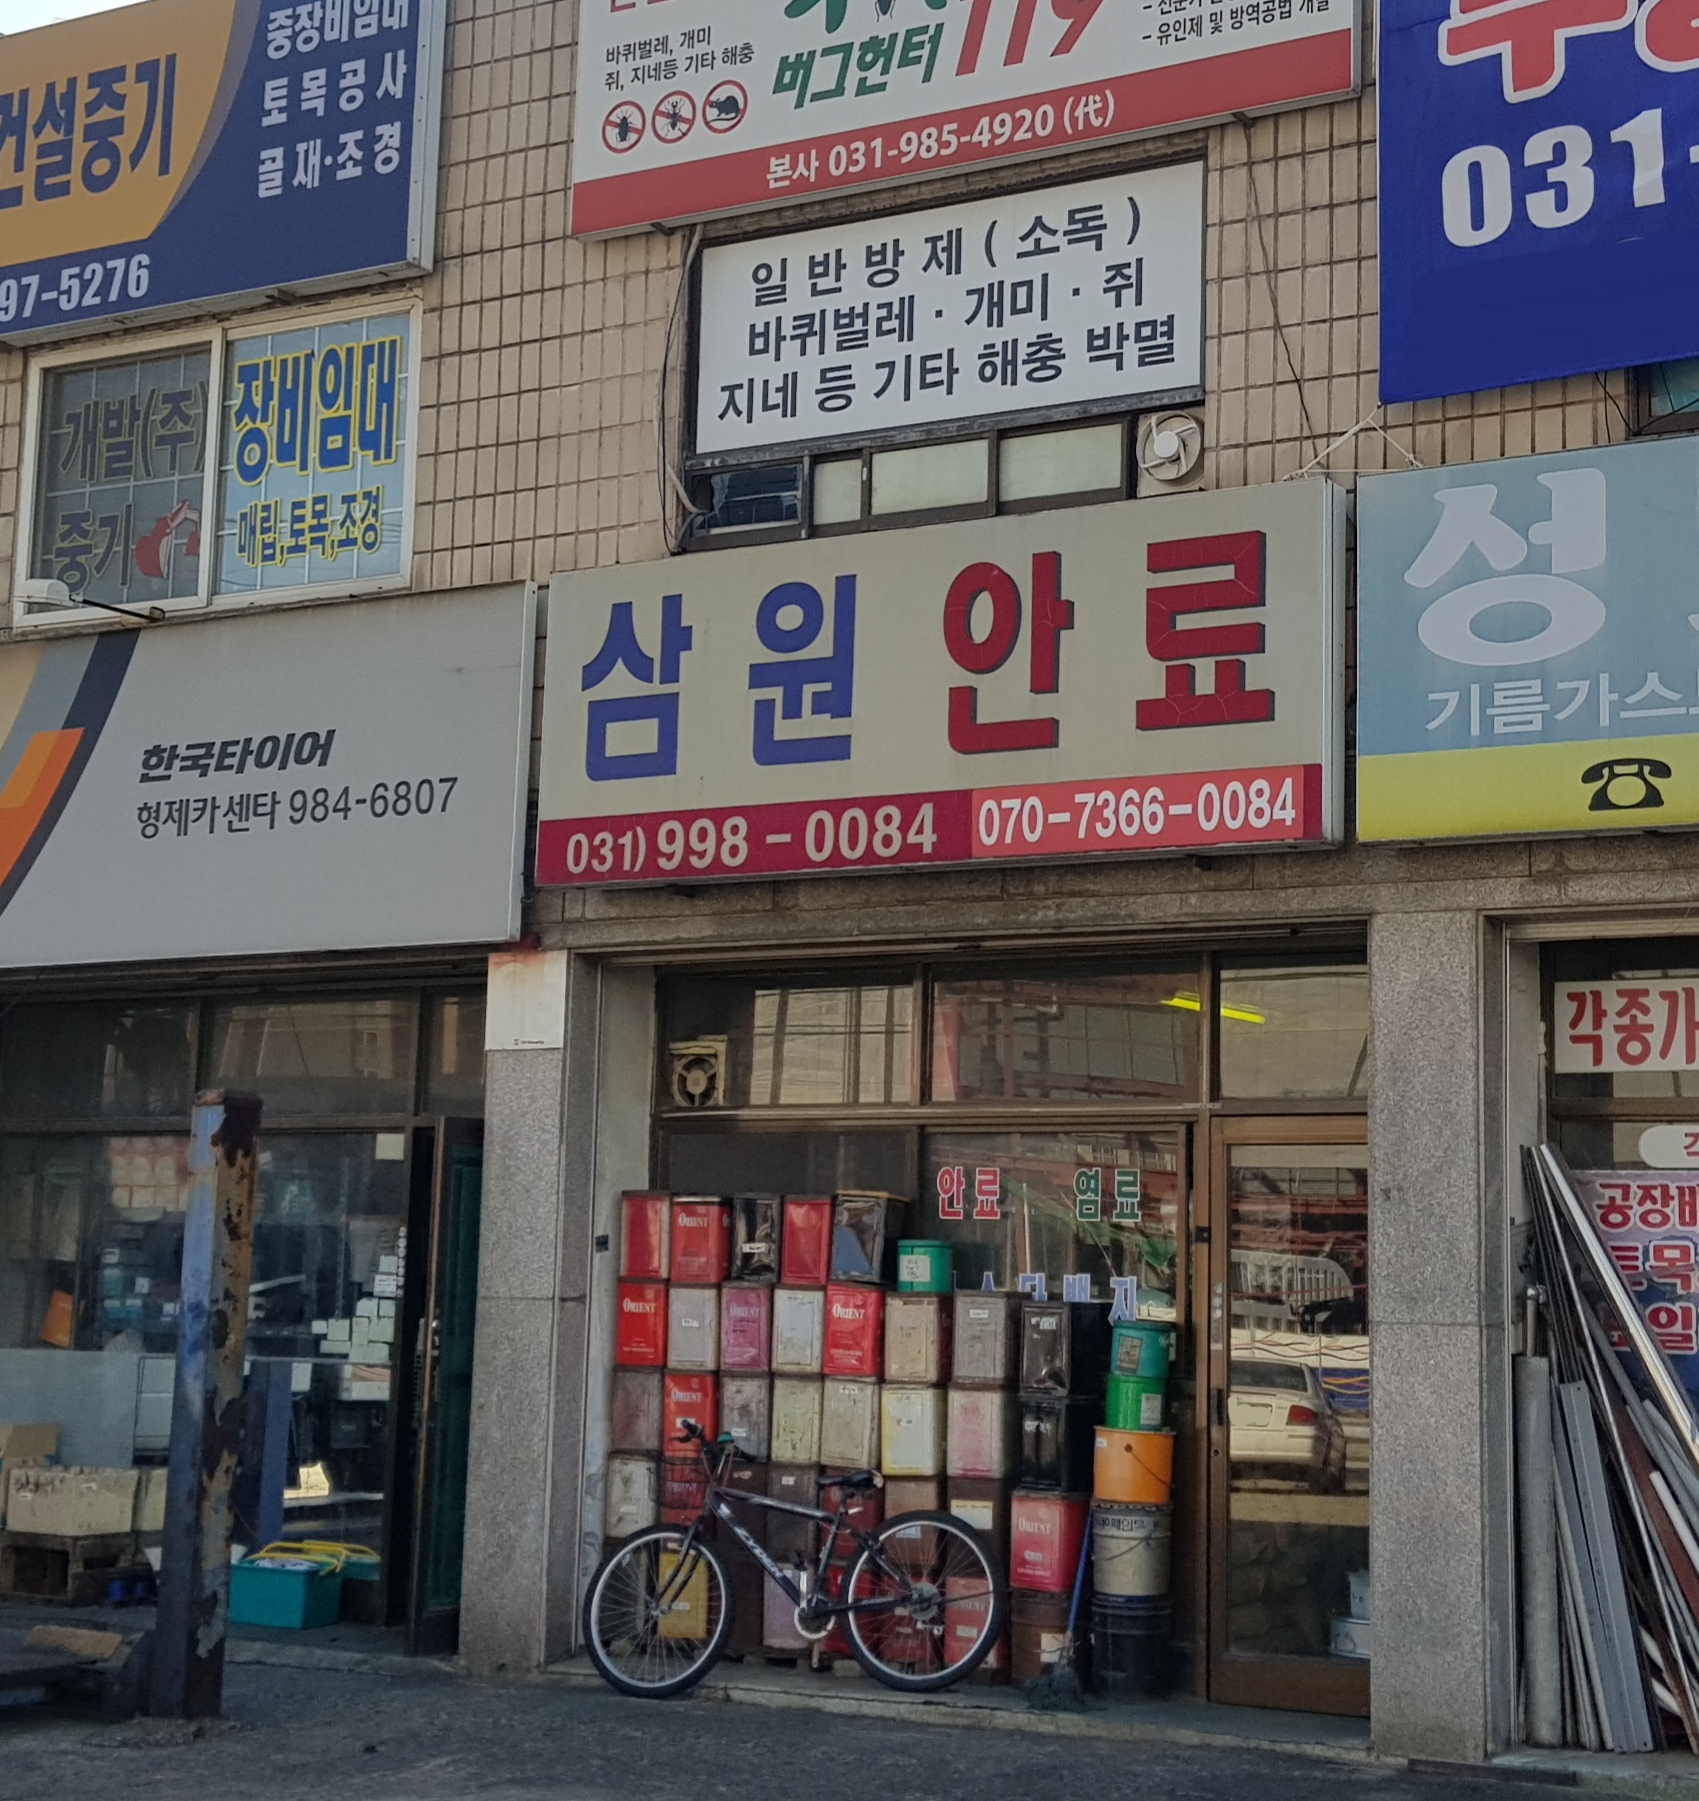 중장비임대
토목공사
골재·조경
건설중기
97-5276
바퀴벌레, 개미
쥐, 지네등 기타 해충
버그헌터 119
- 유인제 및 방역공법 개발
본사 031-985-4920 (代)
031
일반방제 (소독)
바퀴벌레 · 개미 · 쥐
지네 등 기타 해충 박멸
개발(주)
중기
장비임대
매립,토목,조경
한국타이어
형제카센타 984-6807
삼원안료
031) 998-0084
070-7366-0084
성
기름가스
각종가
공장
토목
안료 염료
ORIENT
ORIENT
ORIENT
ORIENT
ORIENT